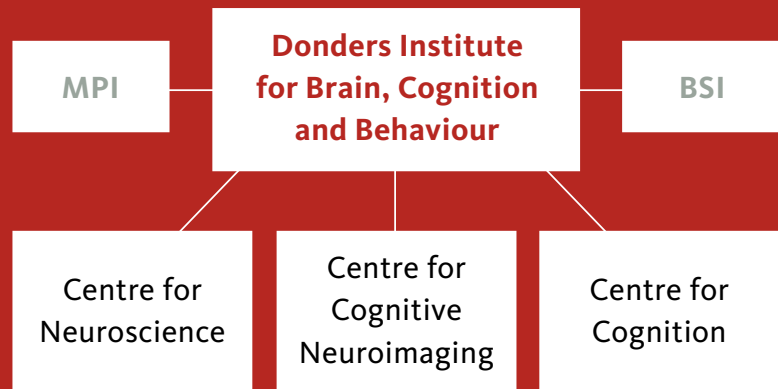 Donders Institute
for Brain, Cognition
and Behaviour
MPI
BSI
Centre for
Neuroscience
Centre for
Cognitive
Neuroimaging
Centre for
Cognition